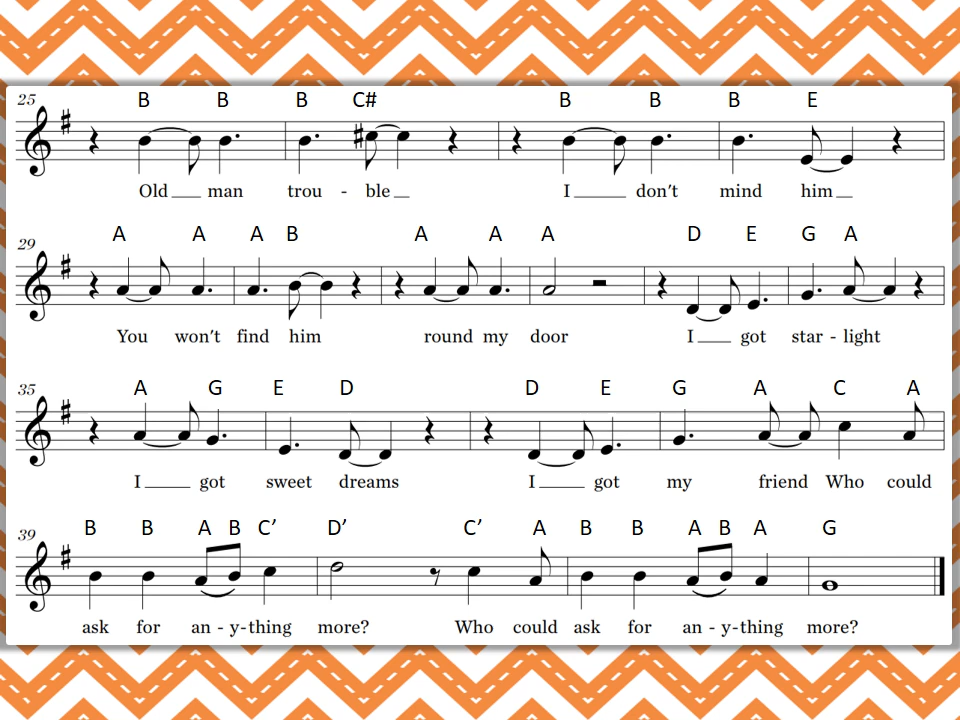 25 B B B C# B B B E
Old man trou - ble I don't mind him
29 A A A B A A A D E G A
You won't find him round my door I got star - light
35 A G E D D E G A C A
I got sweet dreams I got my friend Who could
39 B B A B C' D' C' A B B A B A G
ask for an - y-thing more? Who could ask for an - y-thing more?